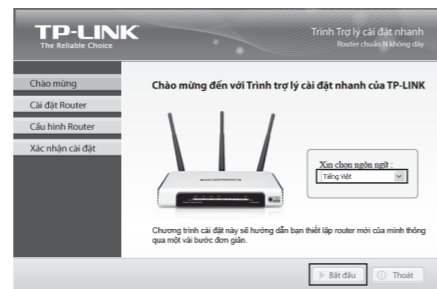 TP-LINK
The Reliable Choice
Trình Trợ lý cài đặt nhanh
Router chuẩn N không dây
Chào mừng
Cài đặt Router
Cấu hình Router
Xác nhận cài đặt
Chào mừng đến với Trình trợ lý cài đặt nhanh của TP-LINK
Xin chọn ngôn ngữ :
Tiếng Việt
Chương trình cài đặt này sẽ hướng dẫn bạn thiết lập router mới của mình thông
qua một vài bước đơn giản.
Bắt đầu
Thoát